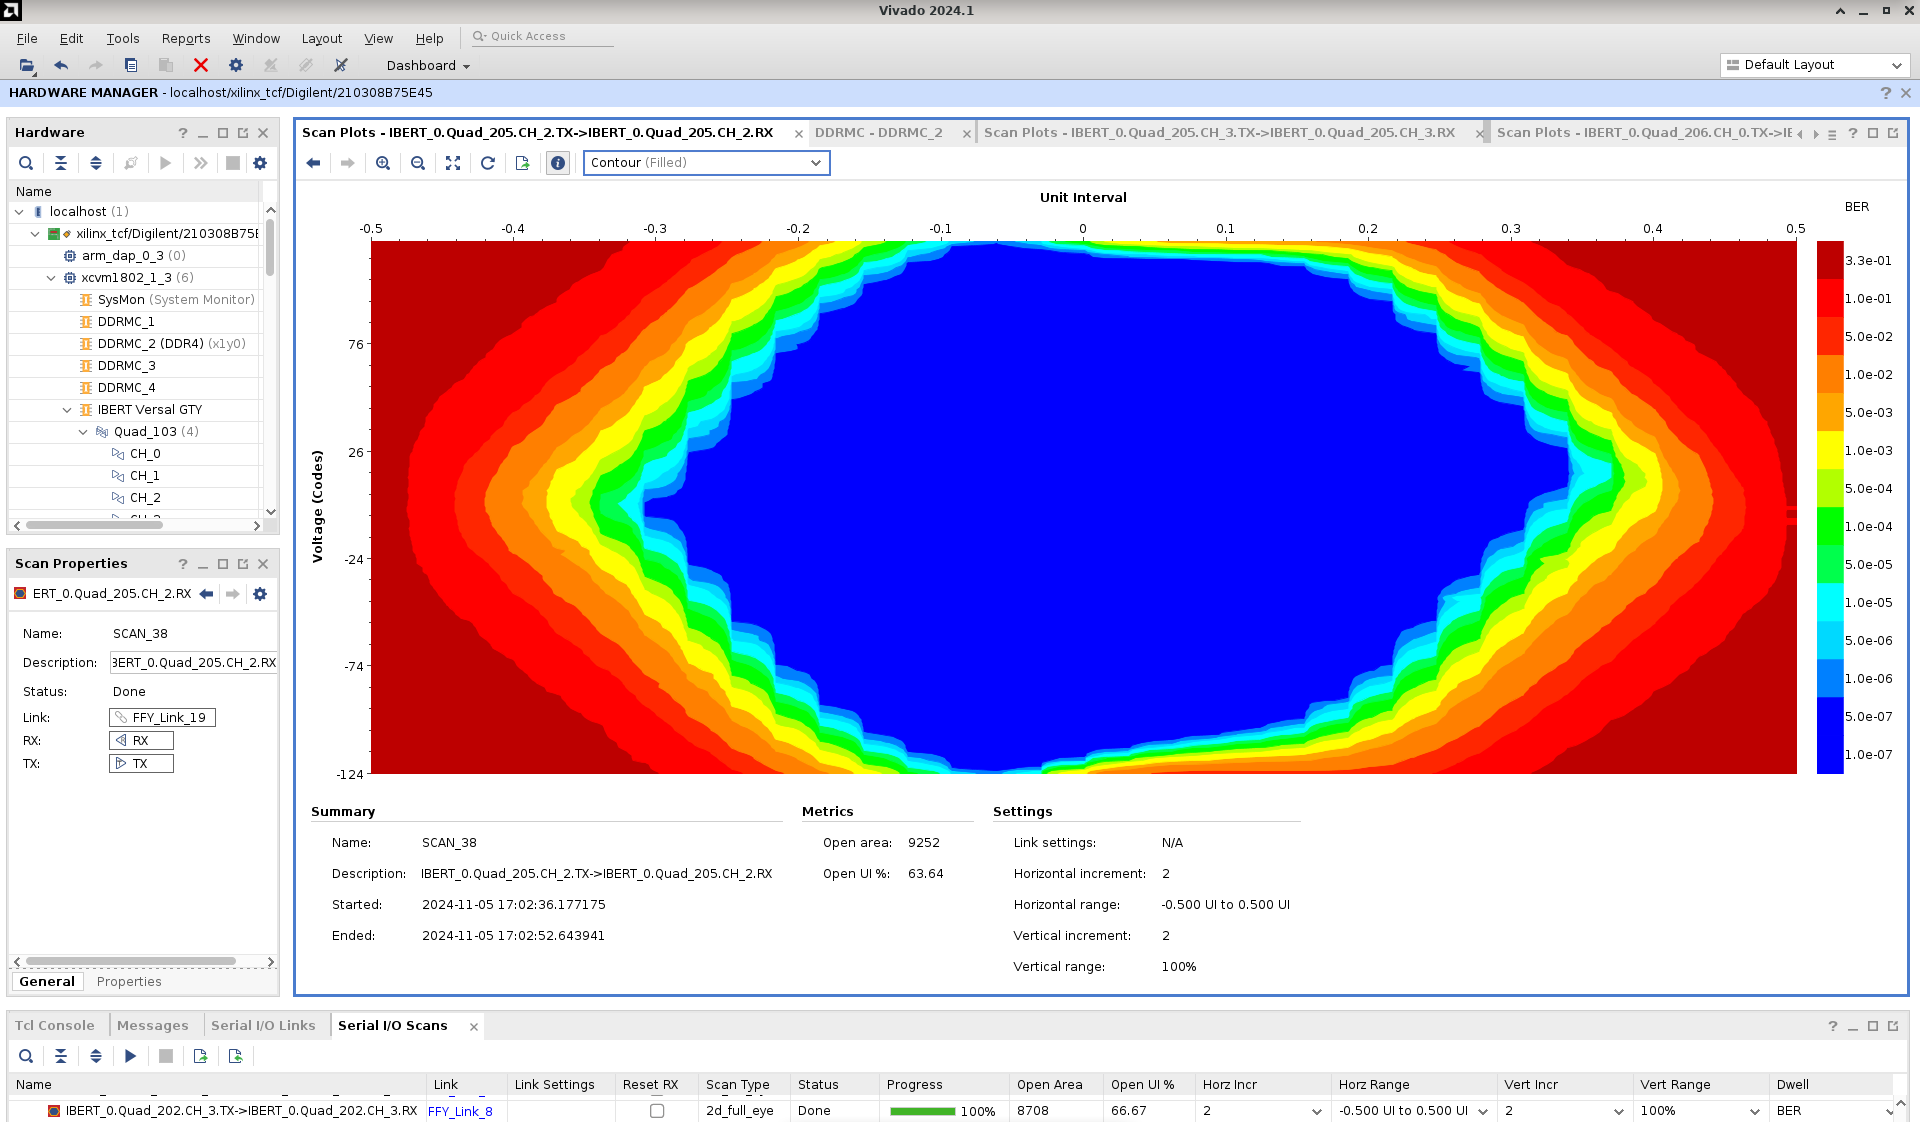 Vivado 2024.1
File Edit Tools Reports Window Layout View Help Quick Access
Dashboard Default Layout
HARDWARE MANAGER - localhost/xilinx_tcf/Digilent/210308B75E45
Hardware
Name
localhost (1)
xilinx_tcf/Digilent/210308B75E
arm_dap_0_3 (0)
xcvm1802_1_3 (6)
SysMon (System Monitor)
DDRMC_1
DDRMC_2 (DDR4) (x1y0)
DDRMC_3
DDRMC_4
IBERT Versal GTY
Quad_103 (4)
CH_0
CH_1
CH_2
Scan Properties
ERT_0.Quad_205.CH_2.RX
Name: SCAN_38
Description: BERT_0.Quad_205.CH_2.RX
Status: Done
Link: FFY_Link_19
RX: RX
TX: TX
General Properties
Scan Plots - IBERT_0.Quad_205.CH_2.TX->IBERT_0.Quad_205.CH_2.RX DDRMC - DDRMC_2 Scan Plots - IBERT_0.Quad_205.CH_3.TX->IBERT_0.Quad_205.CH_3.RX Scan Plots - IBERT_0.Quad_206.CH_0.TX->IE
Contour (Filled)
Unit Interval
-0.5 -0.4 -0.3 -0.2 -0.1 0 0.1 0.2 0.3 0.4 0.5
Voltage (Codes)
76
26
-24
-74
-124
BER
3.3e-01
1.0e-01
5.0e-02
1.0e-02
5.0e-03
1.0e-03
5.0e-04
1.0e-04
5.0e-05
1.0e-05
5.0e-06
1.0e-06
5.0e-07
1.0e-07
Summary
Name: SCAN_38
Description: IBERT_0.Quad_205.CH_2.TX->IBERT_0.Quad_205.CH_2.RX
Started: 2024-11-05 17:02:36.177175
Ended: 2024-11-05 17:02:52.643941
Metrics
Open area: 9252
Open UI %: 63.64
Settings
Link settings: N/A
Horizontal increment: 2
Horizontal range: -0.500 UI to 0.500 UI
Vertical increment: 2
Vertical range: 100%
Tcl Console Messages Serial I/O Links Serial I/O Scans
Name Link Link Settings Reset RX Scan Type Status Progress Open Area Open UI % Horz Incr Horz Range Vert Incr Vert Range Dwell
IBERT_0.Quad_202.CH_3.TX->IBERT_0.Quad_202.CH_3.RX FFY_Link_8 2d_full_eye Done 100% 8708 66.67 2 -0.500 UI to 0.500 UI 2 100% BER